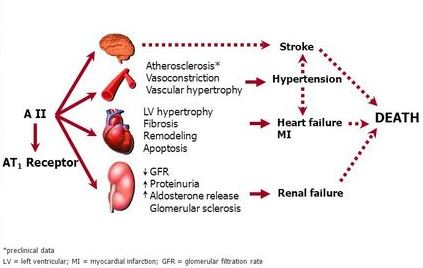 Atherosclerosis*
Vasoconstriction
Vascular hypertrophy
Stroke
Hypertension
A II
AT1 Receptor
LV hypertrophy
Fibrosis
Remodeling
Apoptosis
Heart failure
MI
DEATH
↓ GFR
↑ Proteinuria
↑ Aldosterone release
Glomerular sclerosis
Renal failure
*preclinical data
LV = left ventricular; MI = myocardial infarction; GFR = glomerular filtration rate